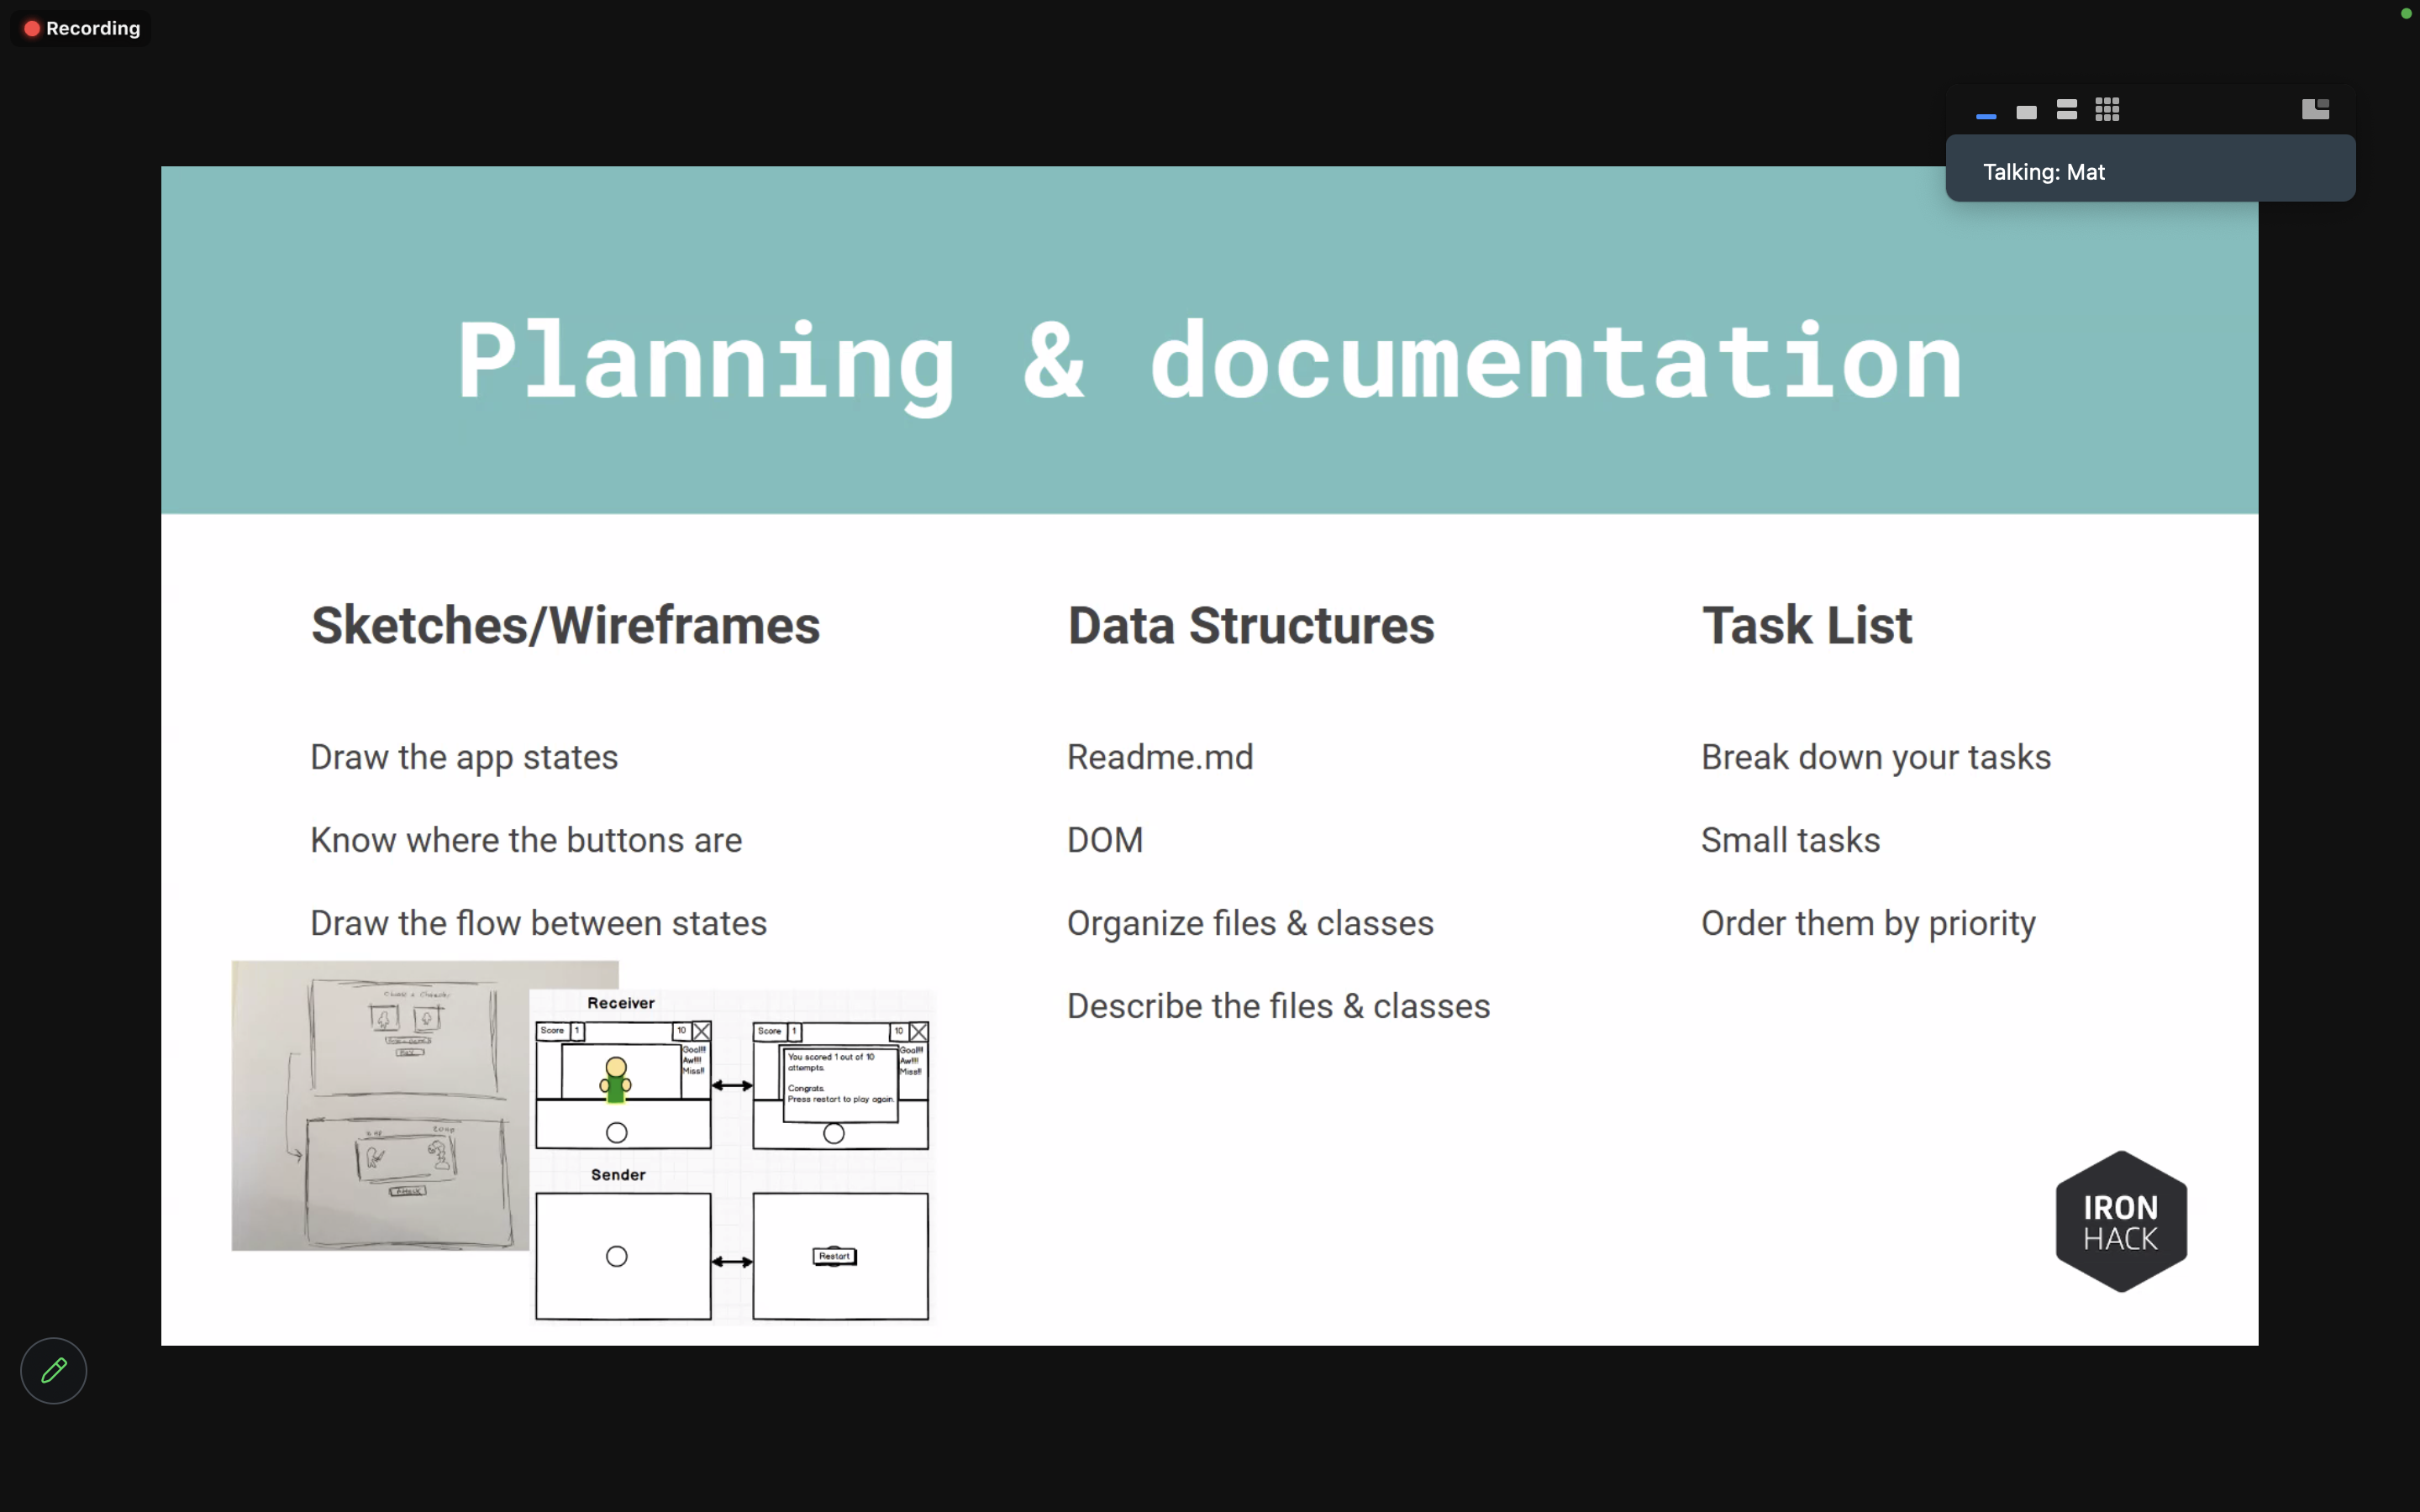 Recording
Talking: Mat
Planning & documentation
Sketches/Wireframes
Draw the app states
Know where the buttons are
Draw the flow between states
Data Structures
Readme.md
DOM
Organize files & classes
Describe the files & classes
Task List
Break down your tasks
Small tasks
Order them by priority
Receiver
Score 1 10
Goal!!!
Aw!!!
Miss!!
Score 1 10
Goal!!!
Aw!!!
Miss!!
You scored 1 out of 10
attempts.
Congrats.
Press restart to play again.
Sender
Restart
Attack
IRON
HACK